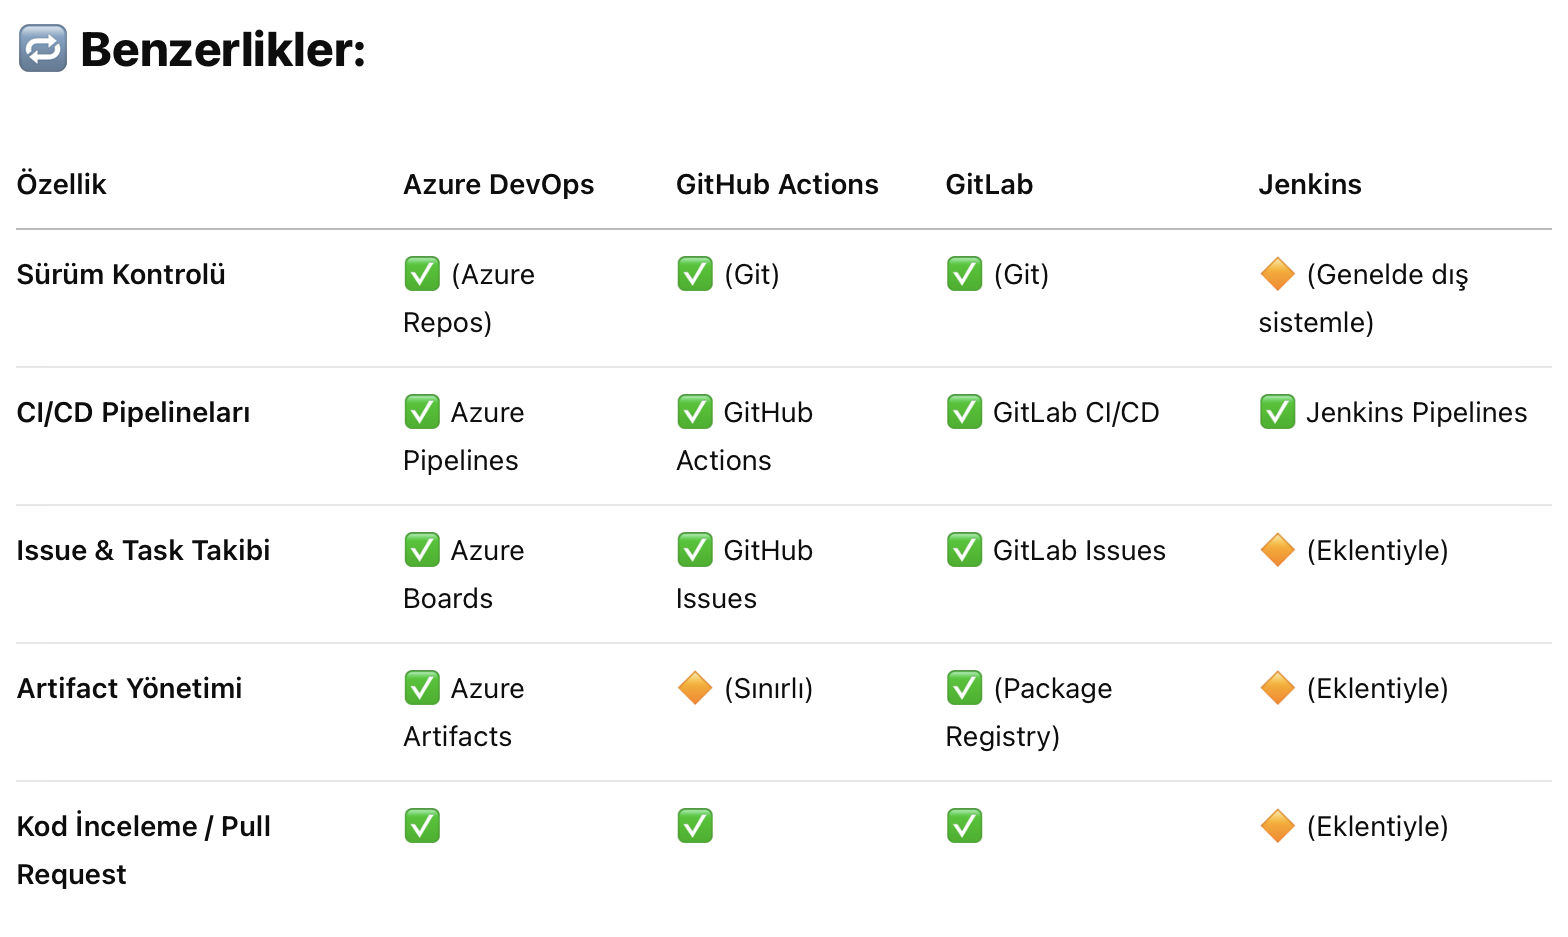 🔁 Benzerlikler:
Özellik Azure DevOps GitHub Actions GitLab Jenkins
Sürüm Kontrolü ✅ (Azure Repos) ✅ (Git) ✅ (Git) 🔶 (Genelde dış sistemle)
CI/CD Pipelineları ✅ Azure Pipelines ✅ GitHub Actions ✅ GitLab CI/CD ✅ Jenkins Pipelines
Issue & Task Takibi ✅ Azure Boards ✅ GitHub Issues ✅ GitLab Issues 🔶 (Eklentiyle)
Artifact Yönetimi ✅ Azure Artifacts 🔶 (Sınırlı) ✅ (Package Registry) 🔶 (Eklentiyle)
Kod İnceleme / Pull Request ✅ ✅ ✅ 🔶 (Eklentiyle)